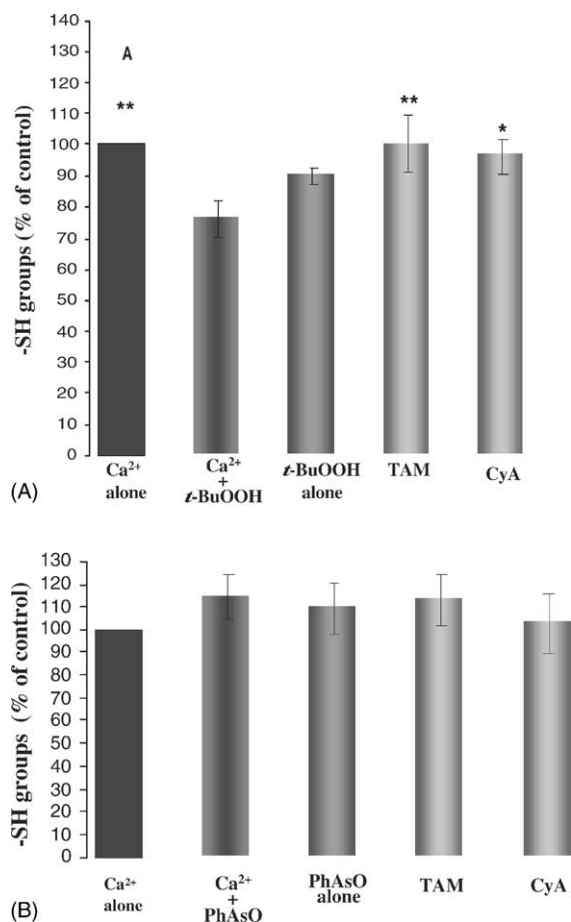 140
130
120
110
100
90
80
70
60
50
40
30
20
10
0
-SH groups (% of control)
A
**
**
*
Ca²⁺ alone
Ca²⁺ + t-BuOOH
t-BuOOH alone
TAM
CyA
(A)
130
120
110
100
90
80
70
60
50
40
30
20
10
0
-SH groups (% of control)
Ca²⁺ alone
Ca²⁺ + PhAsO
PhAsO alone
TAM
CyA
(B)